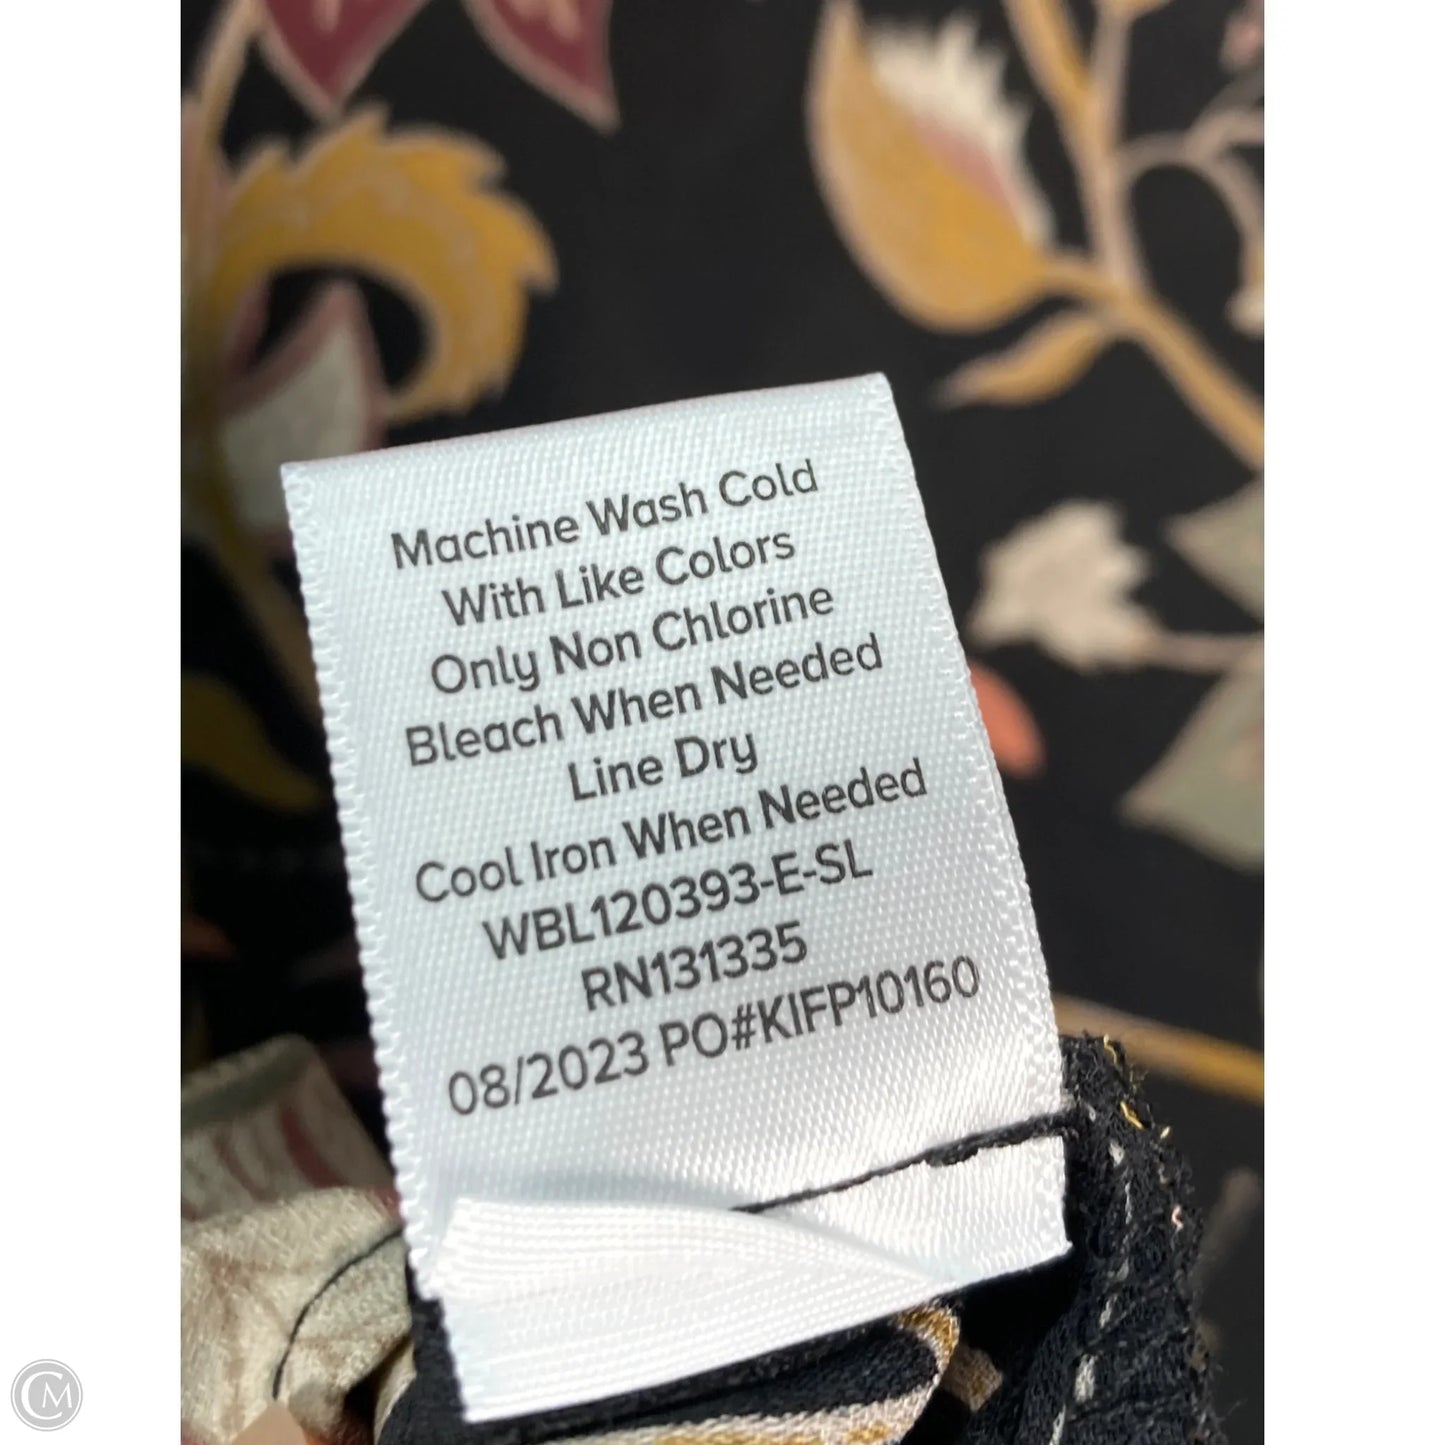 Machine Wash Cold
With Like Colors
Only Non Chlorine
Bleach When Needed
Line Dry
Cool Iron When Needed
WBL120393-E-SL
RN131335
08/2023 PO#KIFP10160
CM